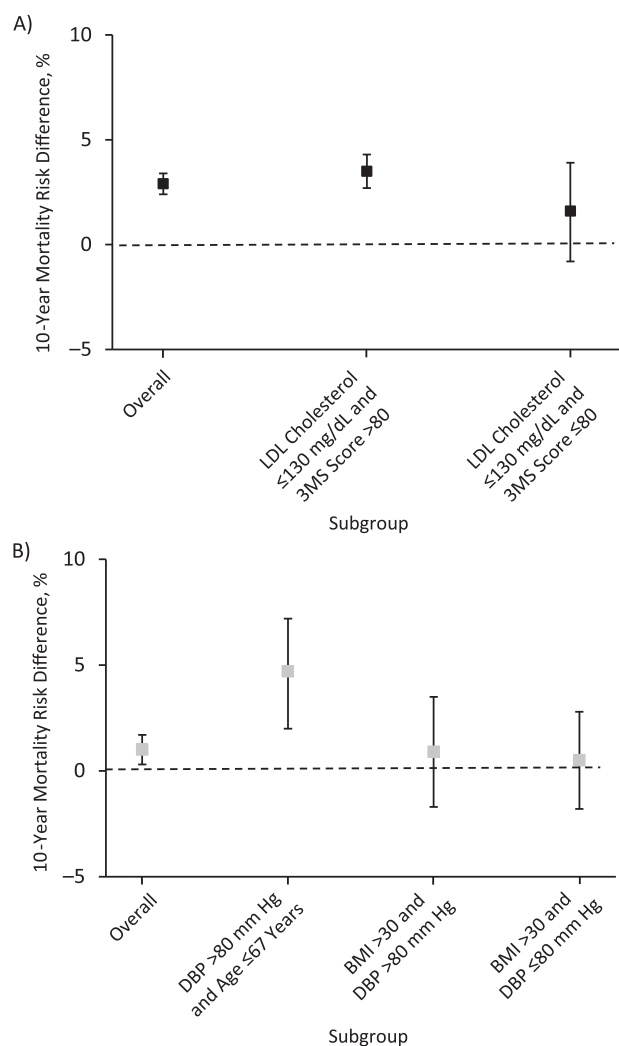 A)
10-Year Mortality Risk Difference, %
10
5
0
–5
Overall
LDL Cholesterol
≤130 mg/dL and
3MS Score >80
LDL Cholesterol
≤130 mg/dL and
3MS Score ≤80
Subgroup
B)
10-Year Mortality Risk Difference, %
10
5
0
–5
Overall
DBP >80 mm Hg
and Age ≤67 Years
BMI >30 and
DBP >80 mm Hg
BMI >30 and
DBP ≤80 mm Hg
Subgroup